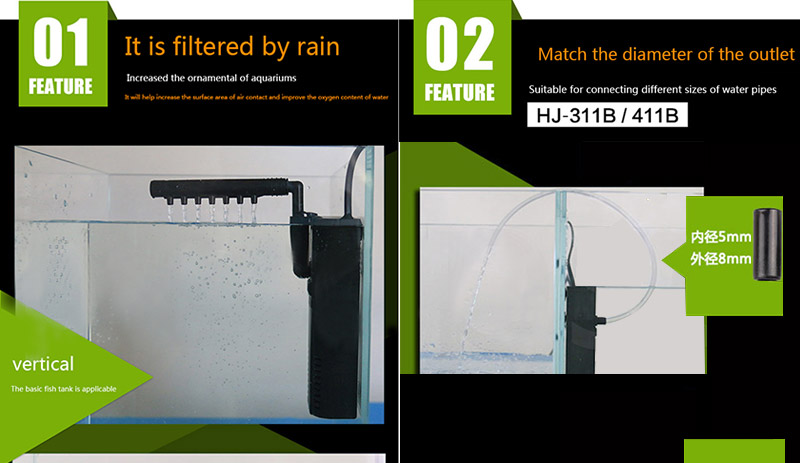 01
FEATURE
It is filtered by rain
Increased the ornamental of aquariums
It will help increase the surface area of air contact and improve the oxygen content of water
vertical
The basic fish tank is applicable
02
FEATURE
Match the diameter of the outlet
Suitable for connecting different sizes of water pipes
HJ-311B / 411B
内径5mm
外径8mm